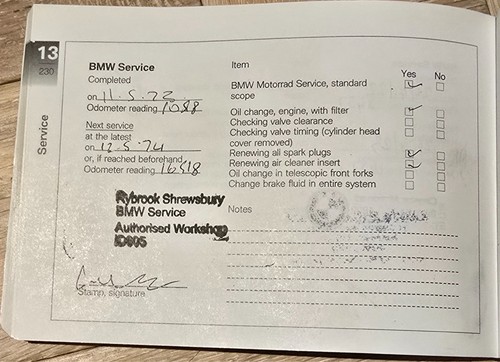 13
230
Service
BMW Service
Completed
on 11.5.72
Odometer reading 1088
Next service
at the latest
on 12.5.74
or, if reached beforehand
Odometer reading 16518
Rybrook Shrewsbury
BMW Service
Authorised Workshop
Stamp, signature
Item
Yes No
BMW Motorrad Service, standard
scope
Oil change, engine, with filter
Checking valve clearance
Checking valve timing (cylinder head
cover removed)
Renewing all spark plugs
Renewing air cleaner insert
Oil change in telescopic front forks
Change brake fluid in entire system
Notes